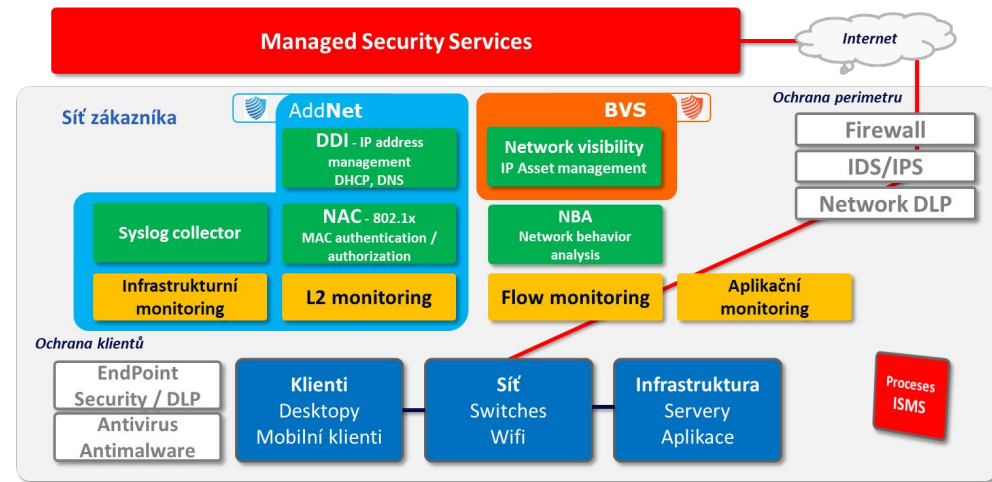 Managed Security Services
Internet
Síť zákazníka
AddNet
BVS
Ochrana perimetru
DDI - IP address
management
DHCP, DNS
Network visibility
IP Asset management
Firewall
IDS/IPS
Network DLP
Syslog collector
NAC - 802.1x
MAC authentication /
authorization
NBA
Network behavior
analysis
Infrastrukturní
monitoring
L2 monitoring
Flow monitoring
Aplikační
monitoring
Ochrana klientů
EndPoint
Security / DLP
Antivirus
Antimalware
Klienti
Desktopy
Mobilní klienti
Síť
Switches
Wifi
Infrastruktura
Servery
Aplikace
Proceses
ISMS